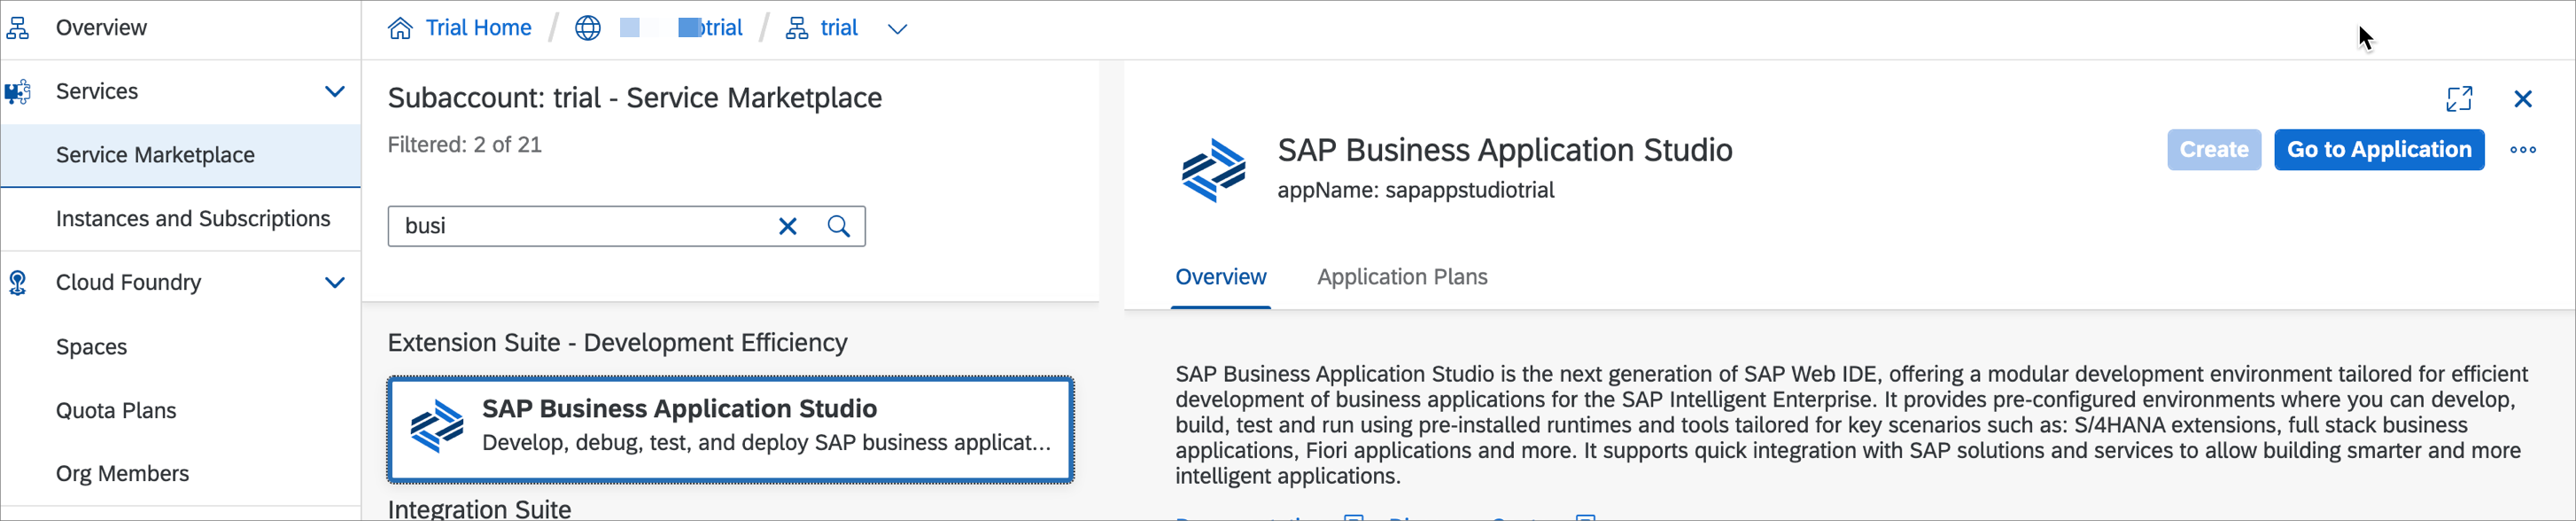 Overview
Services
Service Marketplace
Instances and Subscriptions
Cloud Foundry
Spaces
Quota Plans
Org Members
Trial Home / trial / trial
Subaccount: trial - Service Marketplace
Filtered: 2 of 21
busi
Extension Suite - Development Efficiency
SAP Business Application Studio
Develop, debug, test, and deploy SAP business applicat...
Integration Suite
SAP Business Application Studio
appName: sapappstudiotrial
Create
Go to Application
Overview
Application Plans
SAP Business Application Studio is the next generation of SAP Web IDE, offering a modular development environment tailored for efficient
development of business applications for the SAP Intelligent Enterprise. It provides pre-configured environments where you can develop,
build, test and run using pre-installed runtimes and tools tailored for key scenarios such as: S/4HANA extensions, full stack business
applications, Fiori applications and more. It supports quick integration with SAP solutions and services to allow building smarter and more
intelligent applications.